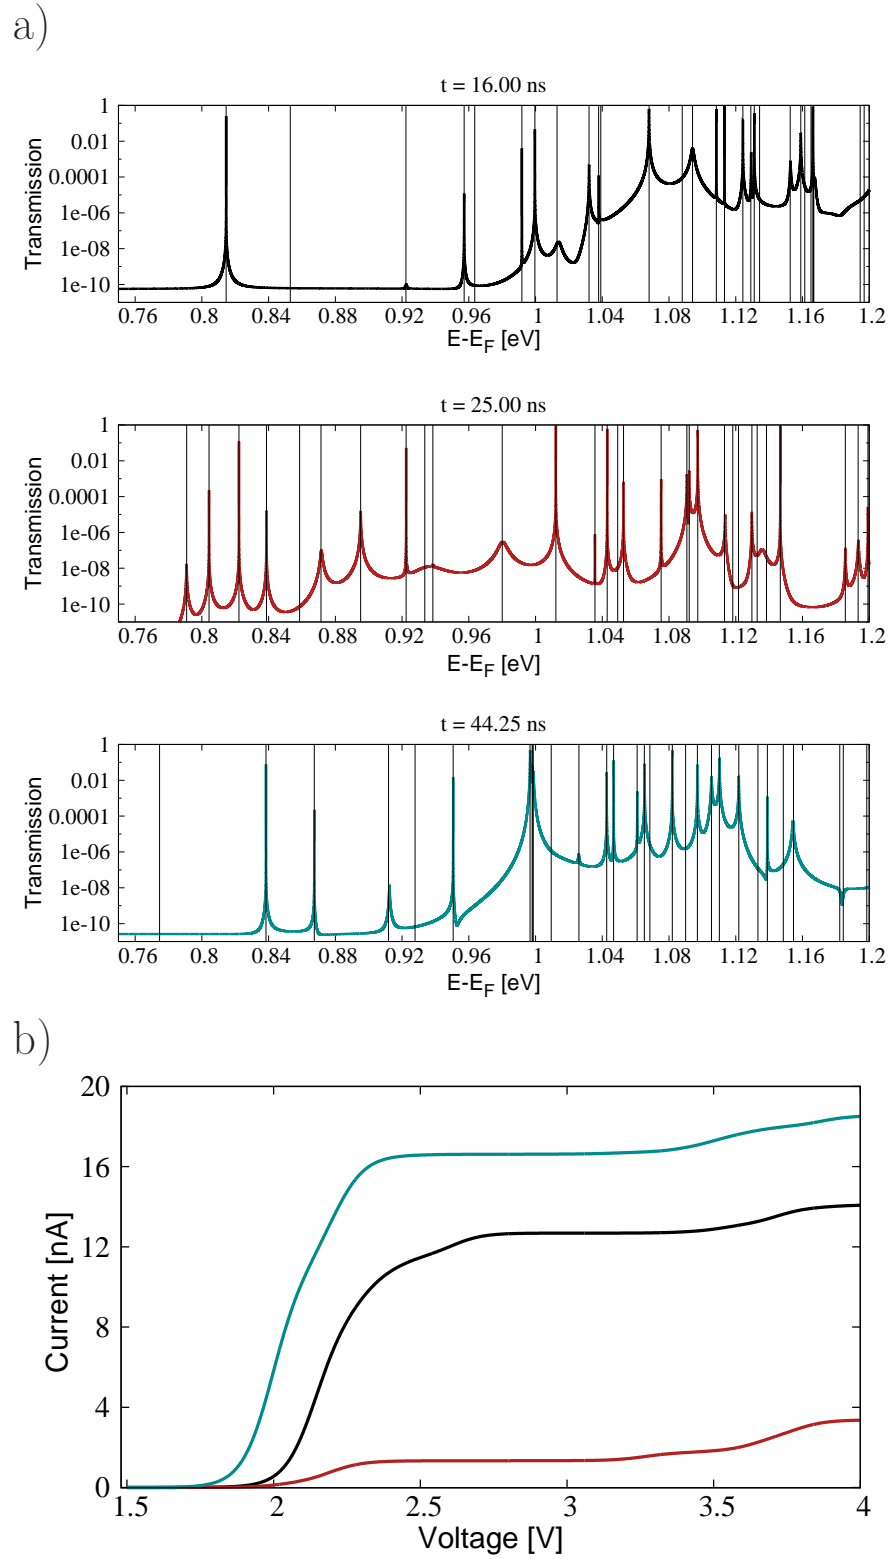 a)
t = 16.00 ns
1
0.01
0.0001
1e-06
1e-08
1e-10
Transmission
0.76 0.8 0.84 0.88 0.92 0.96 1 1.04 1.08 1.12 1.16 1.2
E-E_F [eV]
t = 25.00 ns
1
0.01
0.0001
1e-06
1e-08
1e-10
Transmission
0.76 0.8 0.84 0.88 0.92 0.96 1 1.04 1.08 1.12 1.16 1.2
E-E_F [eV]
t = 44.25 ns
1
0.01
0.0001
1e-06
1e-08
1e-10
Transmission
0.76 0.8 0.84 0.88 0.92 0.96 1 1.04 1.08 1.12 1.16 1.2
E-E_F [eV]
b)
20
16
12
8
4
0
Current [nA]
1.5 2 2.5 3 3.5 4
Voltage [V]